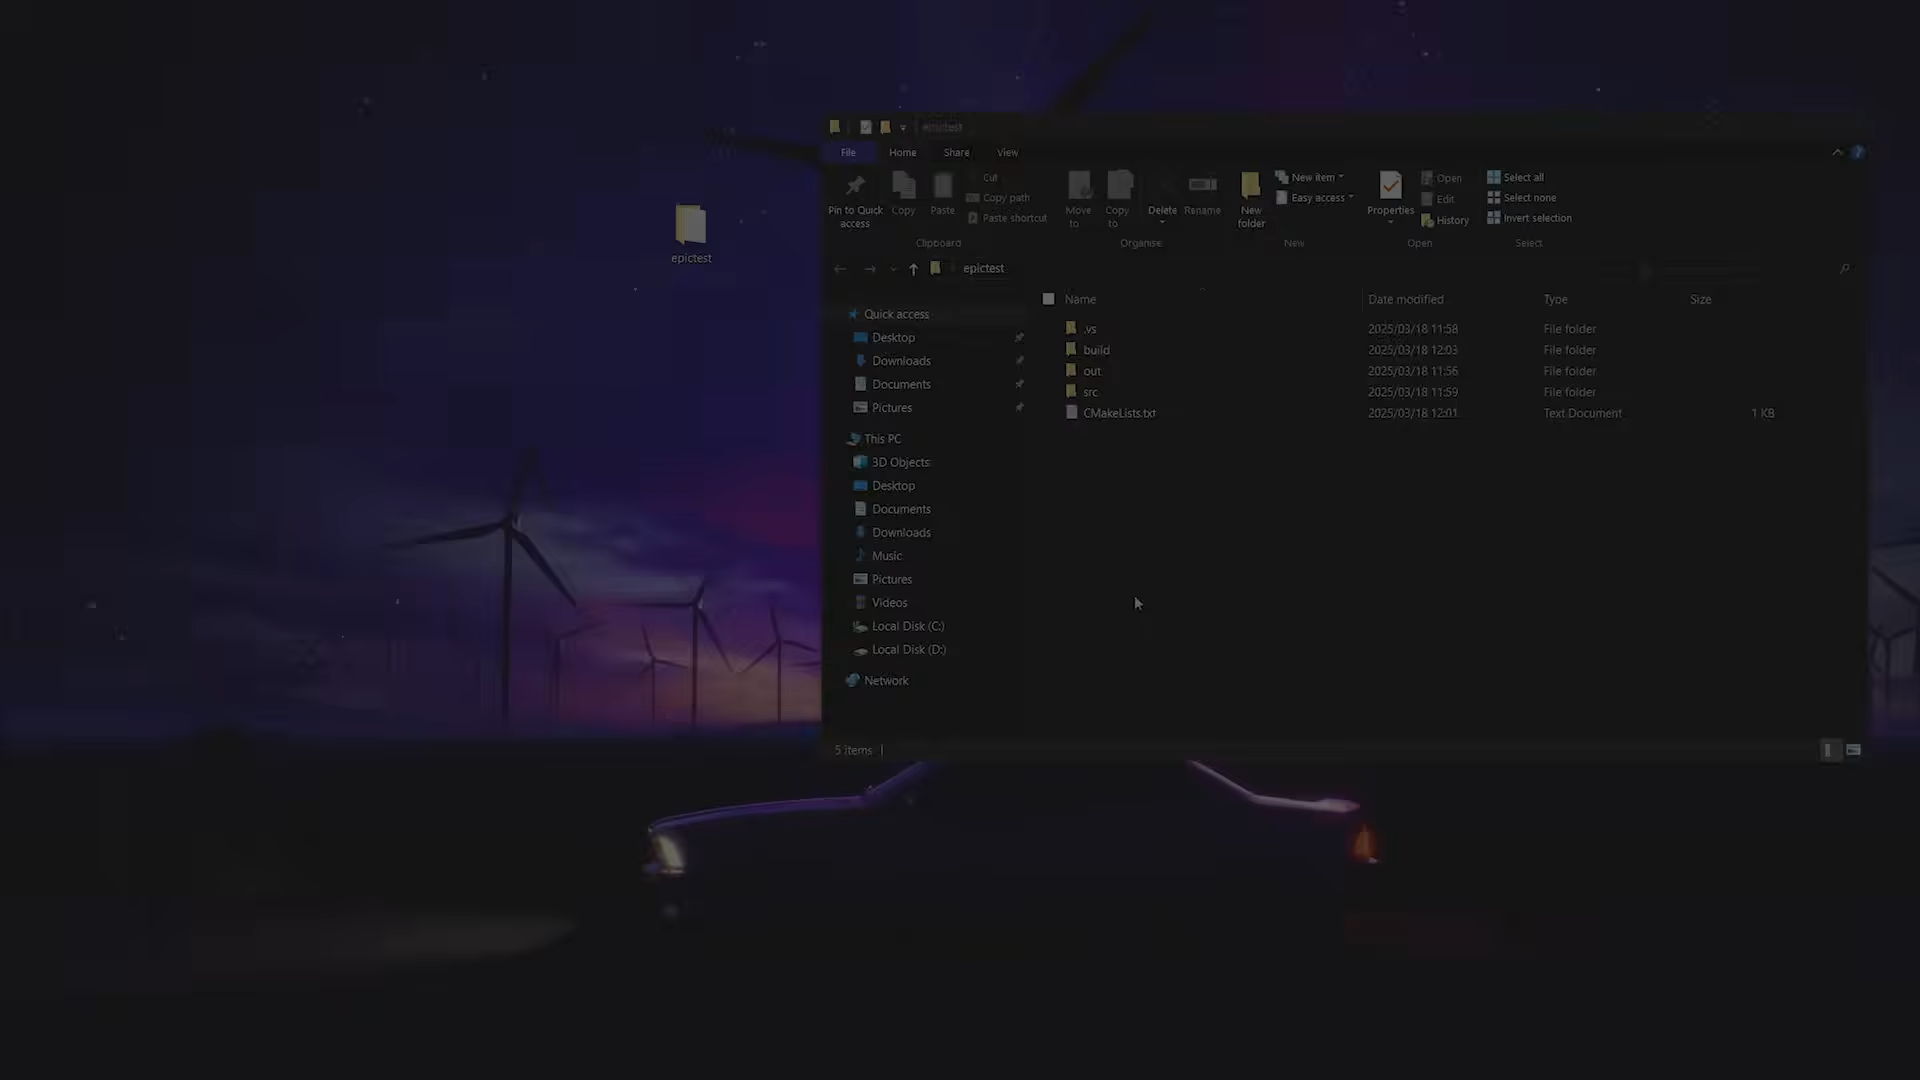 epictest
epictest
File Home Share View
Pin to Quick access
Copy
Paste
Cut
Copy path
Paste shortcut
Clipboard
Move to
Copy to
Delete
Rename
Organise
New folder
New item
Easy access
New
Properties
Open
Edit
History
Open
Select all
Select none
Invert selection
Select
epictest
Name Date modified Type Size
.vs 2025/03/18 11:58 File folder
build 2025/03/18 12:03 File folder
out 2025/03/18 11:56 File folder
src 2025/03/18 11:59 File folder
CMakeLists.txt 2025/03/18 12:01 Text Document 1 KB
Quick access
Desktop
Downloads
Documents
Pictures
This PC
3D Objects
Desktop
Documents
Downloads
Music
Pictures
Videos
Local Disk (C:)
Local Disk (D:)
Network
5 items